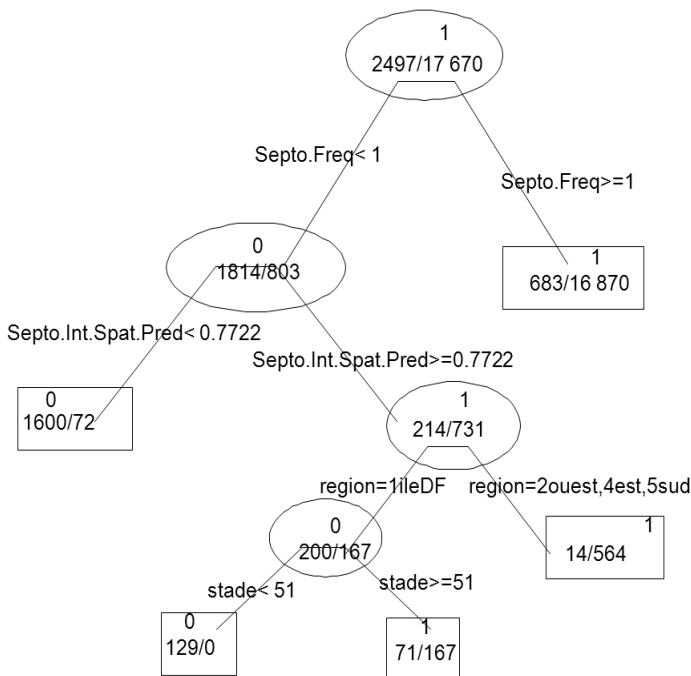 1
2497/17 670
Septo.Freq< 1
Septo.Freq>=1
0
1814/803
1
683/16 870
Septo.Int.Spat.Pred< 0.7722
Septo.Int.Spat.Pred>=0.7722
0
1600/72
1
214/731
region=1ileDF
region=2ouest,4est,5sud
0
200/167
1
14/564
stade< 51
stade>=51
0
129/0
1
71/167